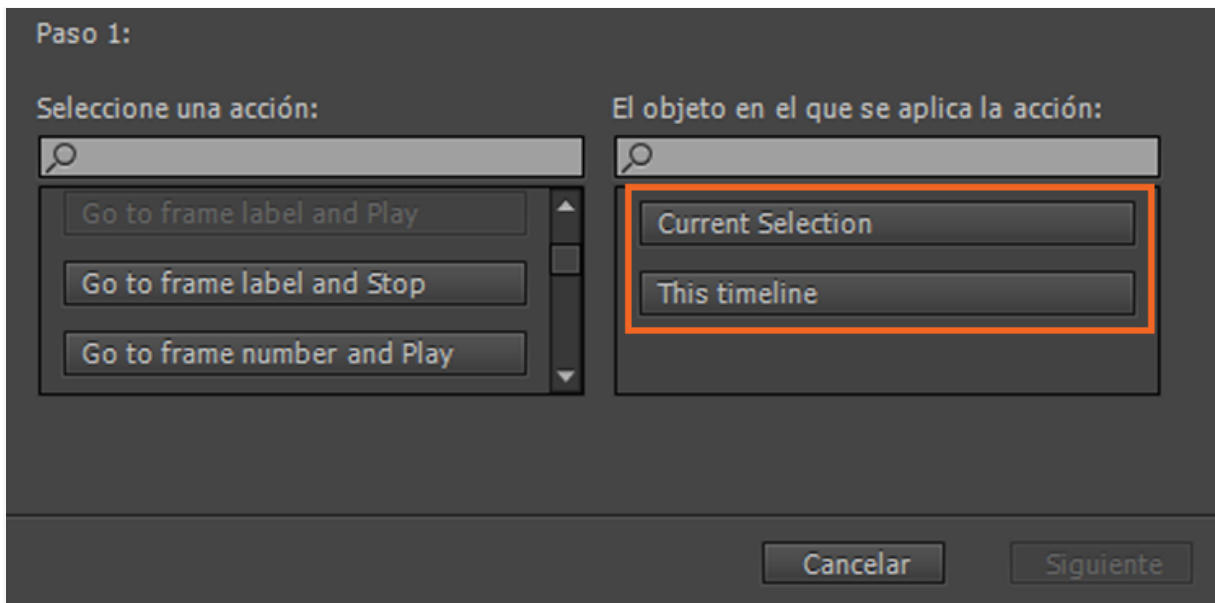 Paso 1:
Seleccione una acción:
El objeto en el que se aplica la acción:
Go to frame label and Play
Go to frame label and Stop
Go to frame number and Play
Current Selection
This timeline
Cancelar
Siguiente